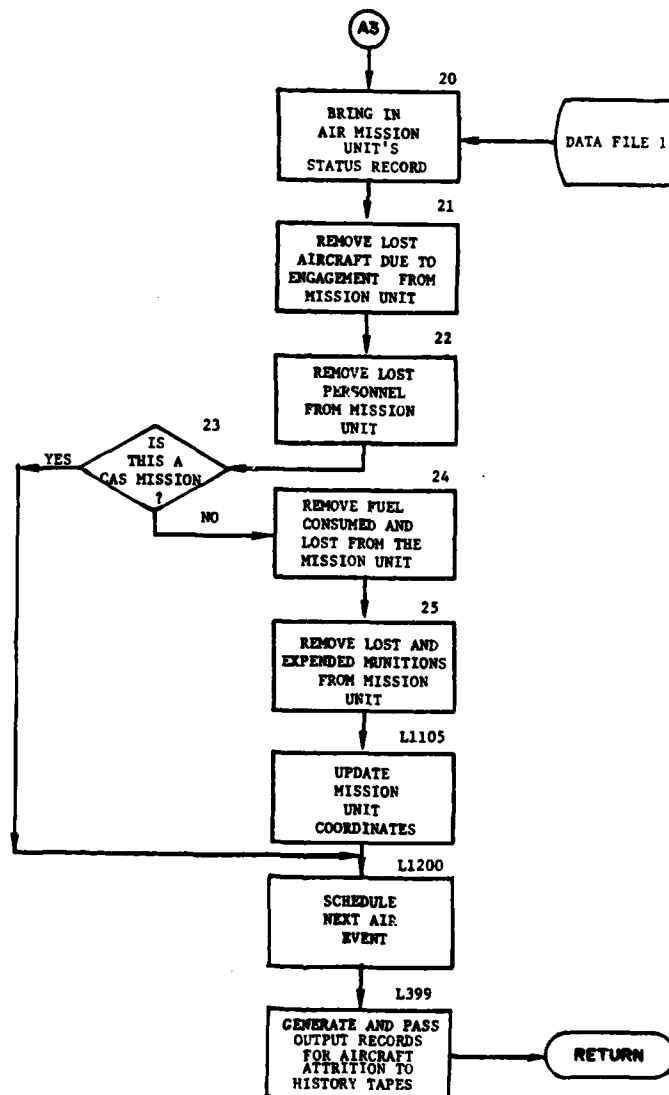 A3
20
BRING IN
AIR MISSION
UNIT'S
STATUS RECORD
DATA FILE 1
21
REMOVE LOST
AIRCRAFT DUE TO
ENGAGEMENT FROM
MISSION UNIT
22
REMOVE LOST
PERSONNEL
FROM MISSION
UNIT
23
YES
IS
THIS A
CAS MISSION
?
NO
24
REMOVE FUEL
CONSUMED AND
LOST FROM THE
MISSION UNIT
25
REMOVE LOST AND
EXPENDED MUNITIONS
FROM MISSION
UNIT
L1105
UPDATE
MISSION
UNIT
COORDINATES
L1200
SCHEDULE
NEXT AIR
EVENT
L399
GENERATE AND PASS
OUTPUT RECORDS
FOR AIRCRAFT
ATTRITION TO
HISTORY TAPES
RETURN